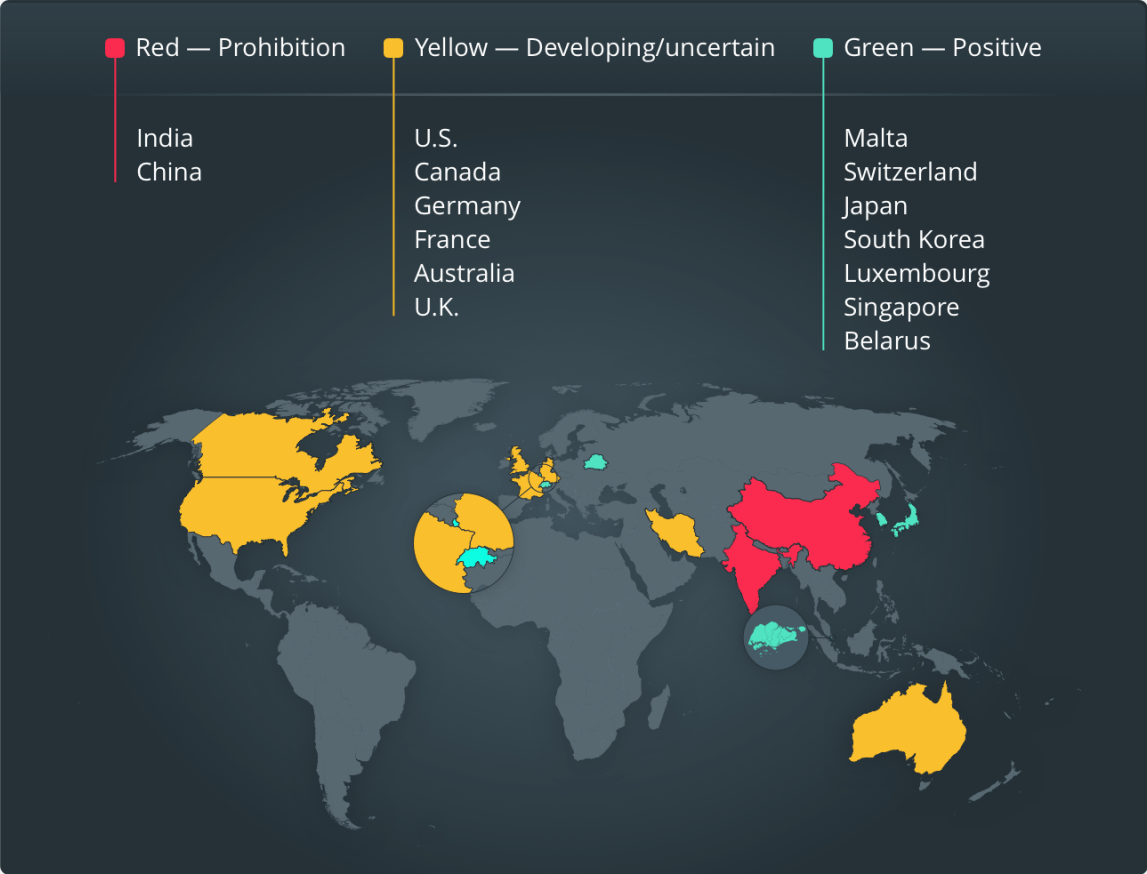 Red — Prohibition
India
China
Yellow — Developing/uncertain
U.S.
Canada
Germany
France
Australia
U.K.
Green — Positive
Malta
Switzerland
Japan
South Korea
Luxembourg
Singapore
Belarus